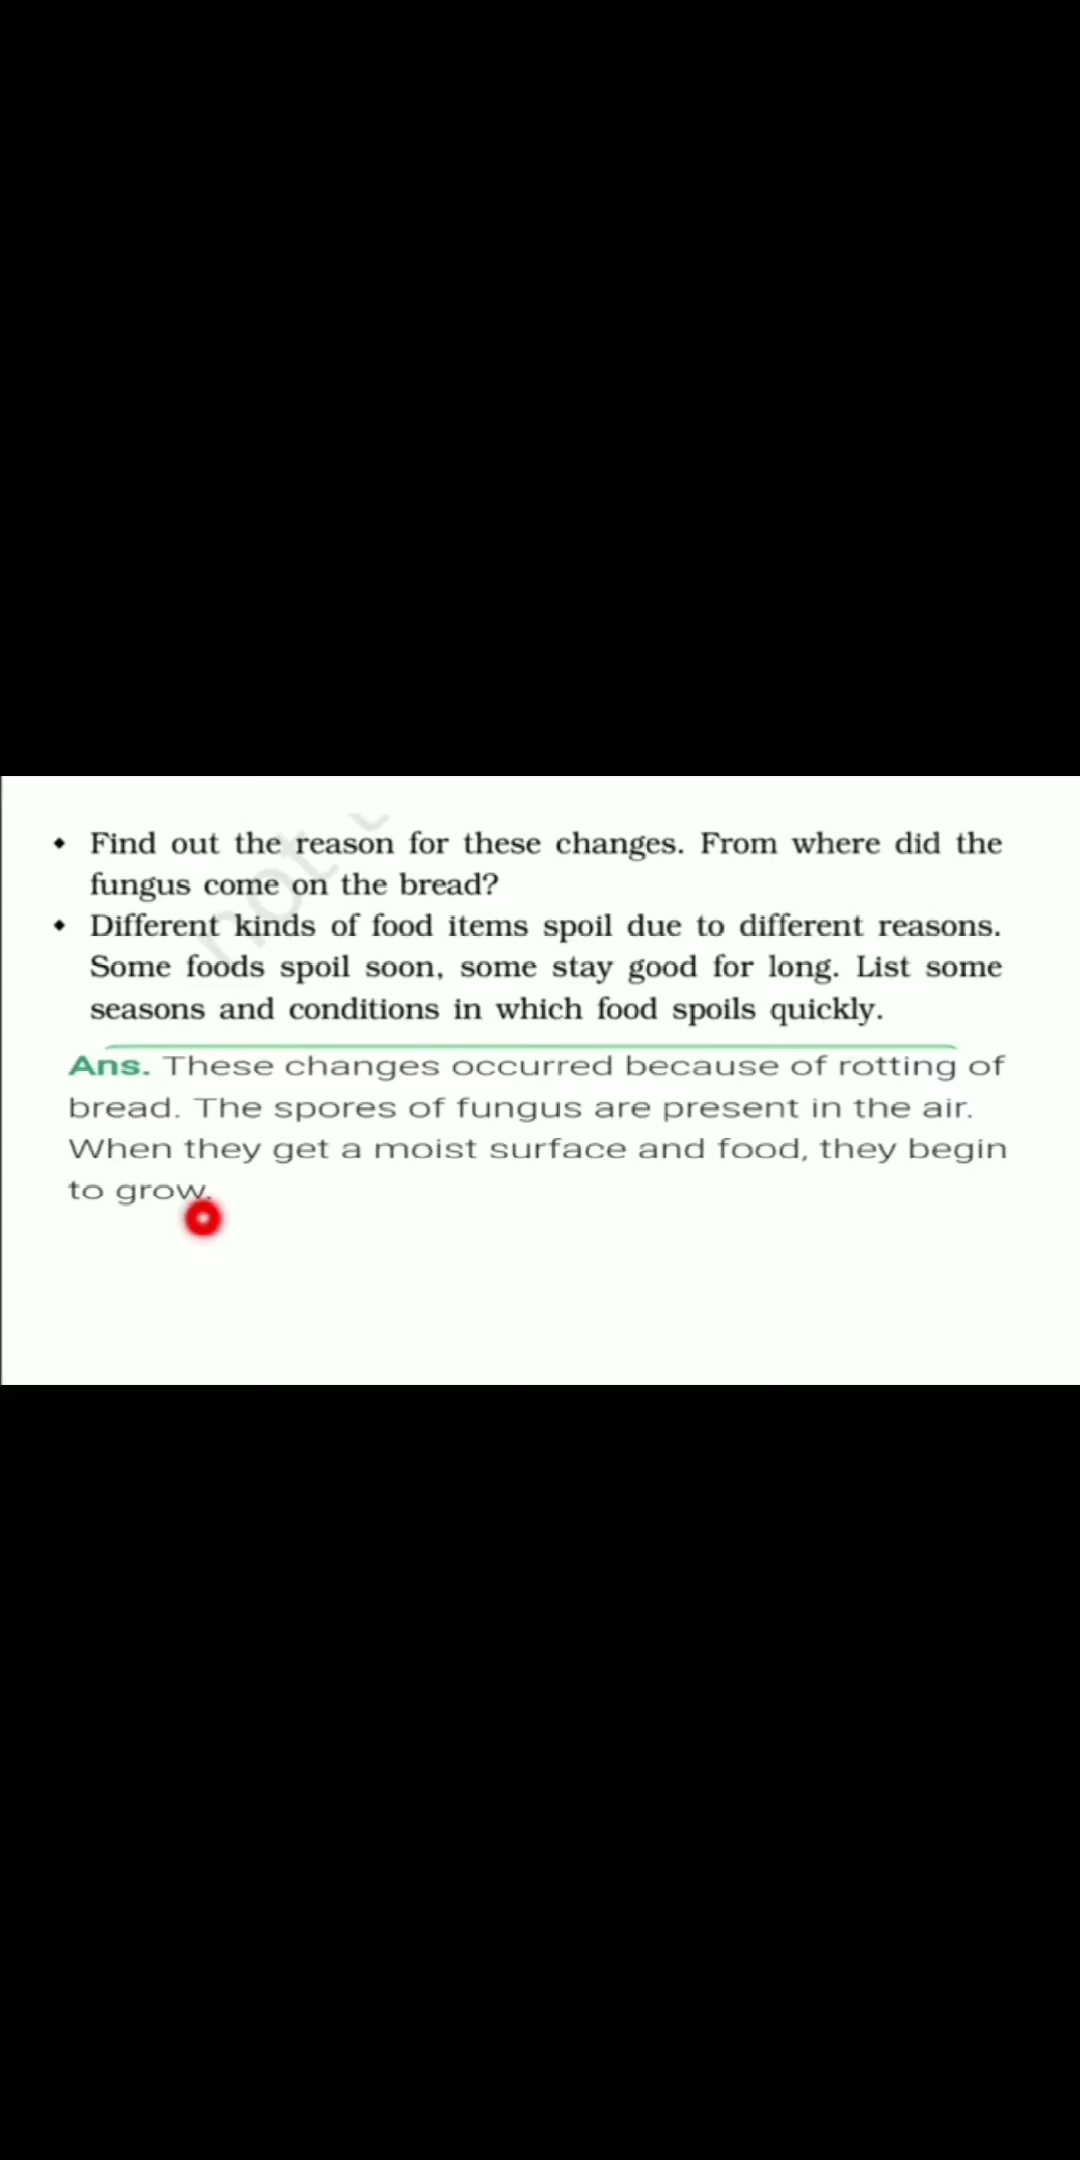 • Find out the reason for these changes. From where did the
fungus come on the bread?
• Different kinds of food items spoil due to different reasons.
Some foods spoil soon, some stay good for long. List some
seasons and conditions in which food spoils quickly.
Ans. These changes occurred because of rotting of
bread. The spores of fungus are present in the air.
When they get a moist surface and food, they begin
to grow.
not